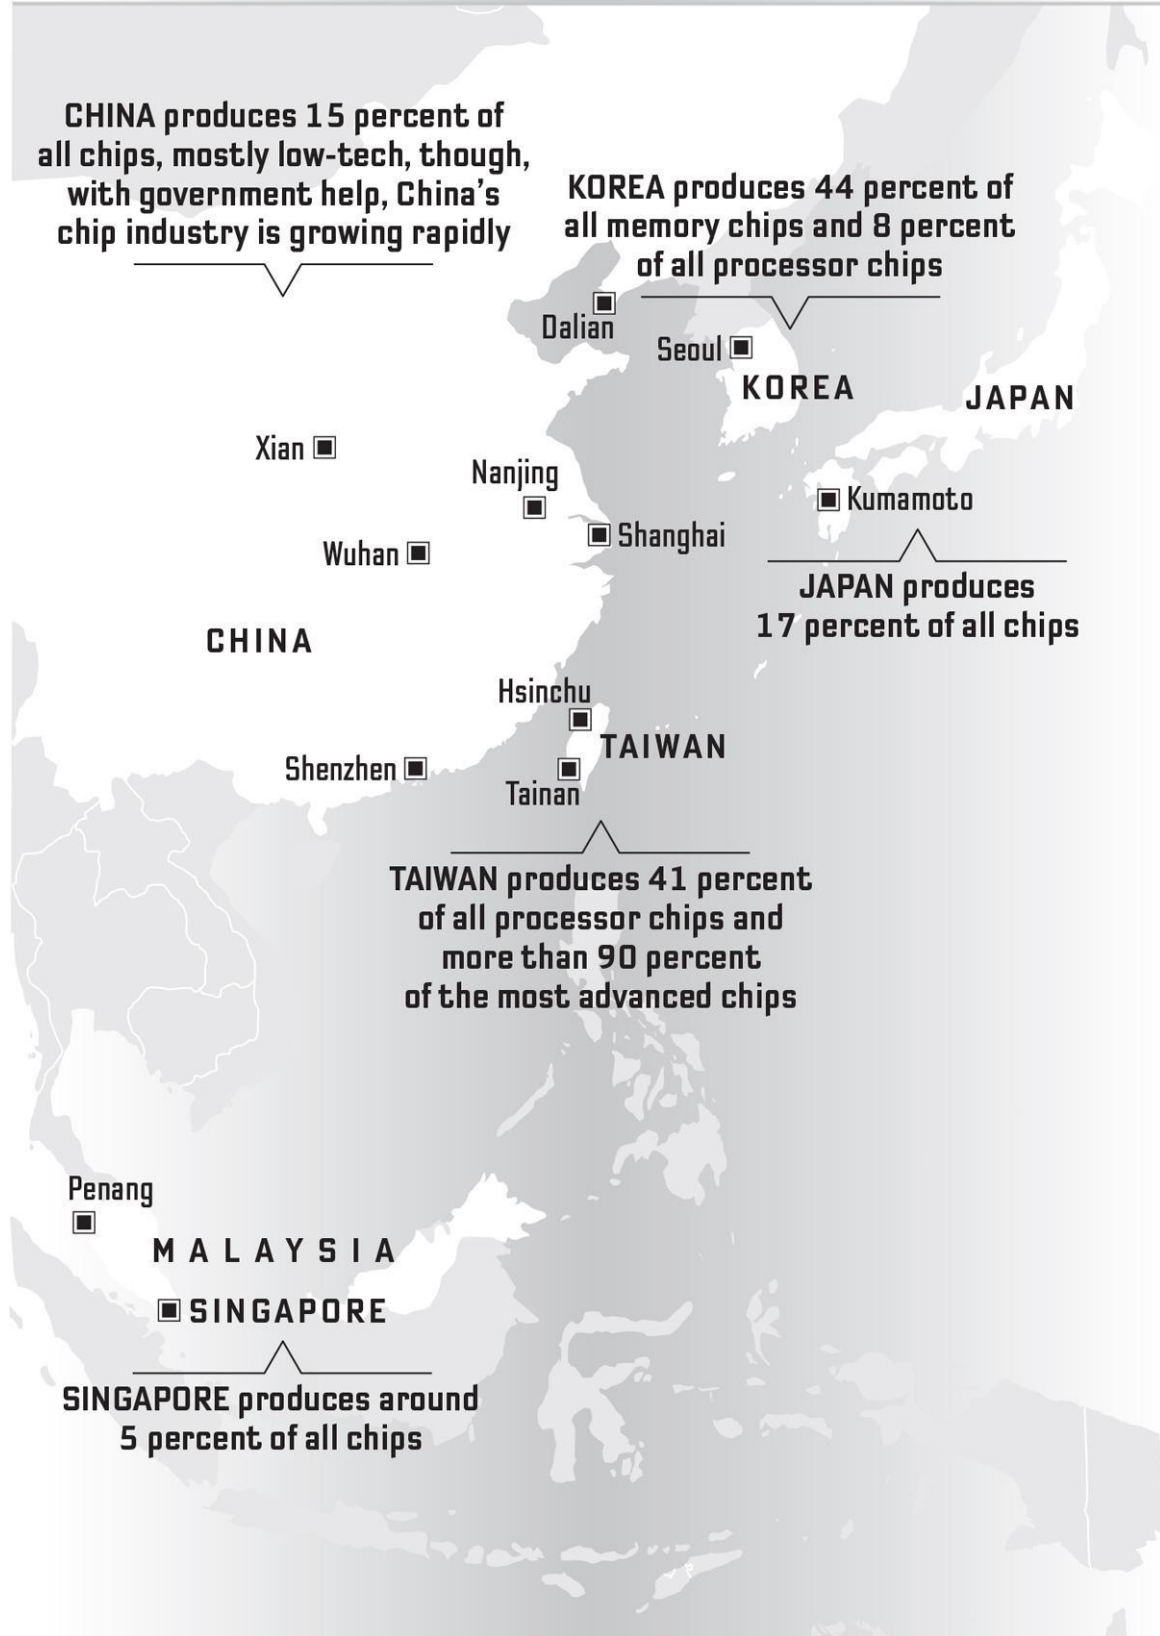 CHINA produces 15 percent of
all chips, mostly low-tech, though,
with government help, China’s
chip industry is growing rapidly
KOREA produces 44 percent of
all memory chips and 8 percent
of all processor chips
Dalian
Seoul
KOREA
JAPAN
Xian
Nanjing
Kumamoto
Shanghai
Wuhan
JAPAN produces
17 percent of all chips
CHINA
Hsinchu
TAIWAN
Shenzhen
Tainan
TAIWAN produces 41 percent
of all processor chips and
more than 90 percent
of the most advanced chips
Penang
MALAYSIA
SINGAPORE
SINGAPORE produces around
5 percent of all chips